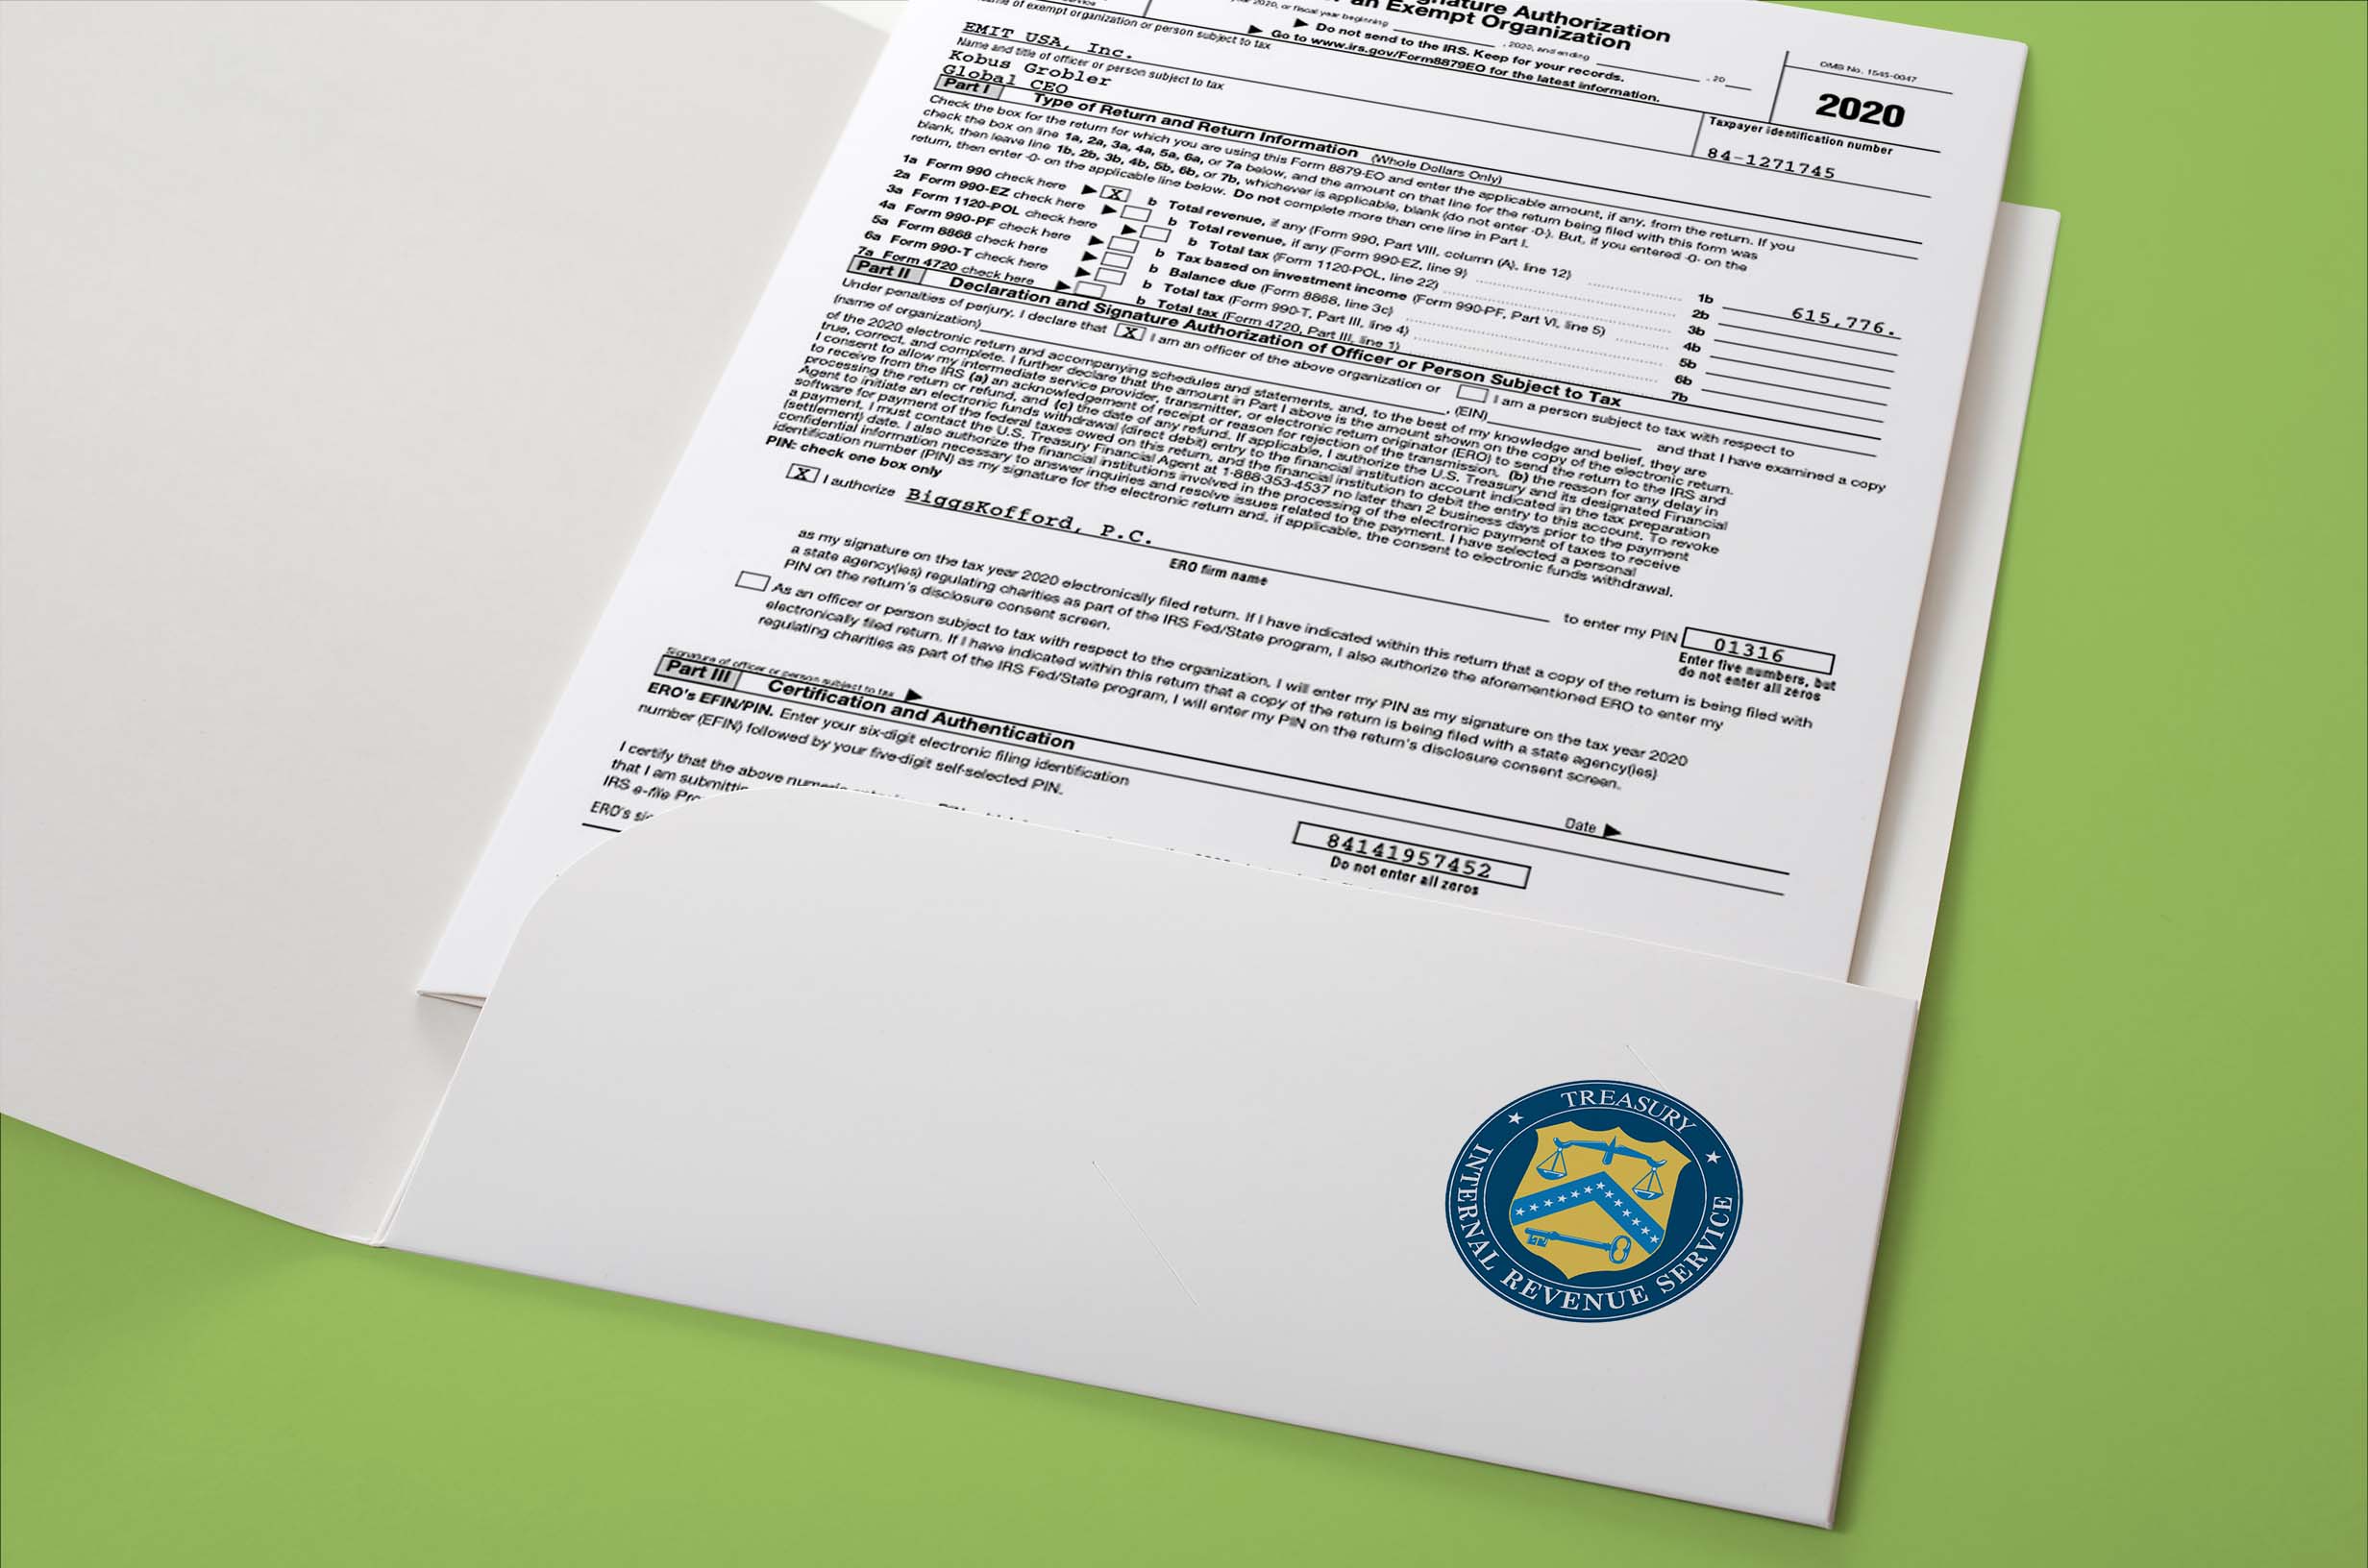 Signature Authorization
an Exempt Organization
year 2020, or fiscal year beginning , 2020, and ending , 20
▶ Do not send to the IRS. Keep for your records.
▶ Go to www.irs.gov/Form8879EO for the latest information.
OMB No. 1545-0047
2020
Name of exempt organization or person subject to tax
Taxpayer identification number
EMIT USA, Inc.
84-1271745
Name and title of officer or person subject to tax
Kobus Grobler
Global CEO
Part I Type of Return and Return Information (Whole Dollars Only)
Check the box for the return for which you are using this Form 8879-EO and enter the applicable amount, if any, from the return. If you
check the box on line 1a, 2a, 3a, 4a, 5a, 6a, or 7a below, and the amount on that line for the return being filed with this form was
blank, then leave line 1b, 2b, 3b, 4b, 5b, 6b, or 7b, whichever is applicable, blank (do not enter -0-). But, if you entered -0- on the
return, then enter -0- on the applicable line below. Do not complete more than one line in Part I.
1a Form 990 check here ▶ X b Total revenue, if any (Form 990, Part VIII, column (A), line 12) 1b 615,776.
2a Form 990-EZ check here ▶ b Total revenue, if any (Form 990-EZ, line 9) 2b
3a Form 1120-POL check here ▶ b Total tax (Form 1120-POL, line 22) 3b
4a Form 990-PF check here ▶ b Tax based on investment income (Form 990-PF, Part VI, line 5) 4b
5a Form 8868 check here ▶ b Balance due (Form 8868, line 3c) 5b
6a Form 990-T check here ▶ b Total tax (Form 990-T, Part III, line 4) 6b
7a Form 4720 check here ▶ b Total tax (Form 4720, Part III, line 1) 7b
Part II Declaration and Signature Authorization of Officer or Person Subject to Tax
Under penalties of perjury, I declare that X I am an officer of the above organization or I am a person subject to tax with respect to
(name of organization) , (EIN) and that I have examined a copy
of the 2020 electronic return and accompanying schedules and statements, and, to the best of my knowledge and belief, they are
true, correct, and complete. I further declare that the amount in Part I above is the amount shown on the copy of the electronic return.
I consent to allow my intermediate service provider, transmitter, or electronic return originator (ERO) to send the return to the IRS and
to receive from the IRS (a) an acknowledgement of receipt or reason for rejection of the transmission, (b) the reason for any delay in
processing the return or refund, and (c) the date of any refund. If applicable, I authorize the U.S. Treasury and its designated Financial
Agent to initiate an electronic funds withdrawal (direct debit) entry to the financial institution account indicated in the tax preparation
software for payment of the federal taxes owed on this return, and the financial institution to debit the entry to this account. To revoke
a payment, I must contact the U.S. Treasury Financial Agent at 1-888-353-4537 no later than 2 business days prior to the payment
(settlement) date. I also authorize the financial institutions involved in the processing of the electronic payment of taxes to receive
confidential information necessary to answer inquiries and resolve issues related to the payment. I have selected a personal
identification number (PIN) as my signature for the electronic return and, if applicable, the consent to electronic funds withdrawal.
PIN: check one box only
X I authorize BiggsKofford, P.C. to enter my PIN 01316
ERO firm name
Enter five numbers, but
do not enter all zeros
as my signature on the tax year 2020 electronically filed return. If I have indicated within this return that a copy of the return is being filed with
a state agency(ies) regulating charities as part of the IRS Fed/State program, I also authorize the aforementioned ERO to enter my
PIN on the return's disclosure consent screen.
As an officer or person subject to tax with respect to the organization, I will enter my PIN as my signature on the tax year 2020
electronically filed return. If I have indicated within this return that a copy of the return is being filed with a state agency(ies)
regulating charities as part of the IRS Fed/State program, I will enter my PIN on the return's disclosure consent screen.
Signature of officer or person subject to tax ▶ Date ▶
Part III Certification and Authentication
ERO's EFIN/PIN. Enter your six-digit electronic filing identification
number (EFIN) followed by your five-digit self-selected PIN.
84141957452
Do not enter all zeros
I certify that the above numeric
that I am submitting
IRS e-file
ERO's
TREASURY
INTERNAL REVENUE SERVICE